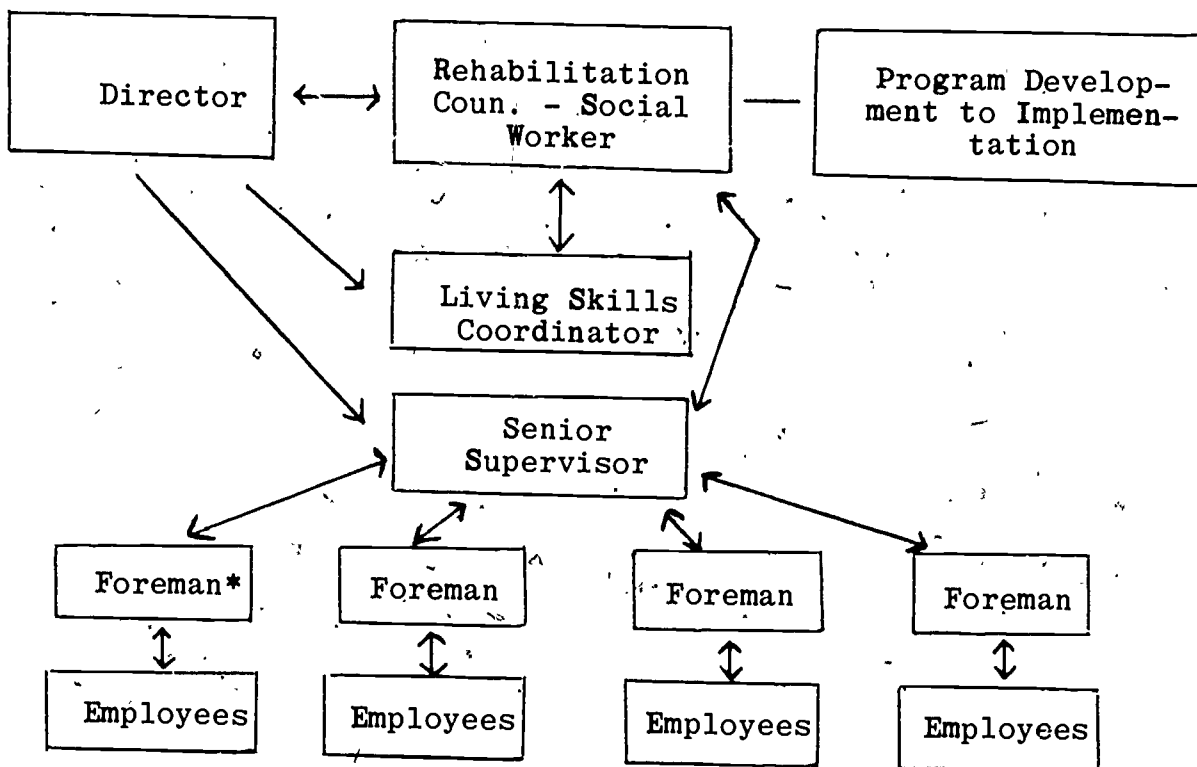 Director
Rehabilitation
Coun. - Social
Worker
Program Develop-
ment to Implemen-
tation
Living Skills
Coordinator
Senior
Supervisor
Foreman*
Foreman
Foreman
Foreman
Employees
Employees
Employees
Employees